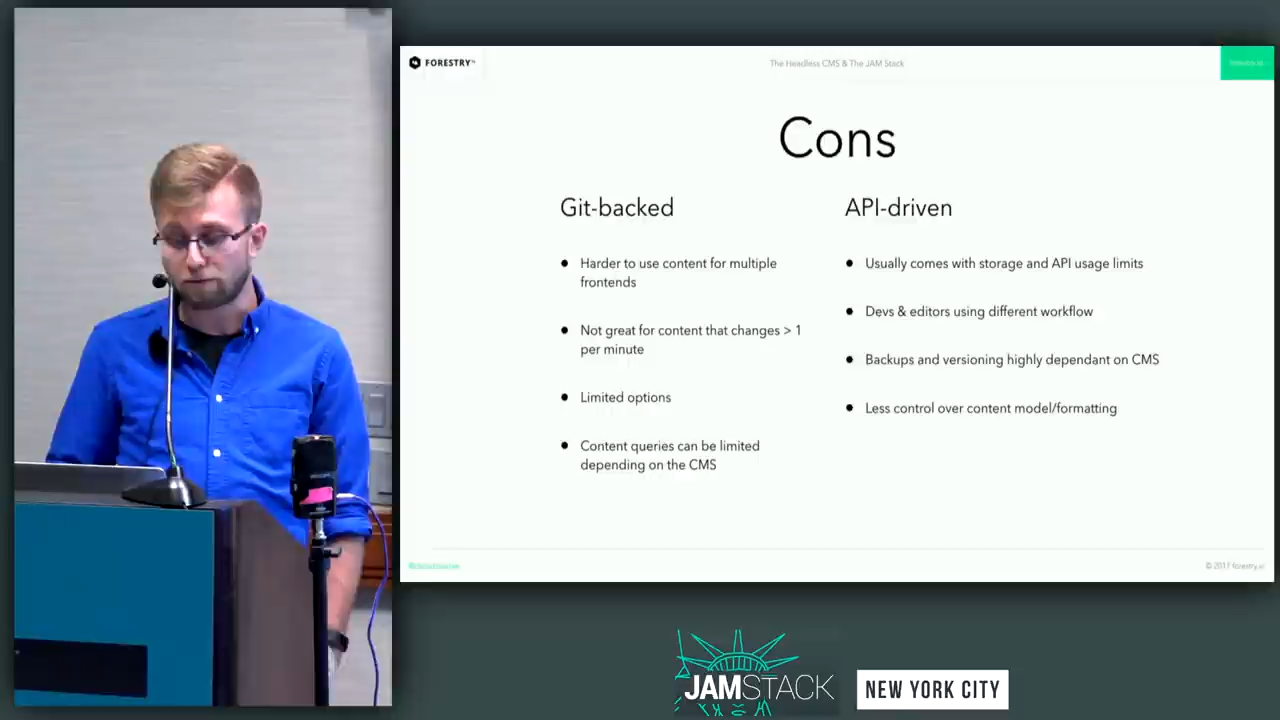 FORESTRY
The Headless CMS & The JAM Stack
forestry.io
Cons
Git-backed
Harder to use content for multiple
frontends
Not great for content that changes > 1
per minute
Limited options
Content queries can be limited
depending on the CMS
API-driven
Usually comes with storage and API usage limits
Devs & editors using different workflow
Backups and versioning highly dependant on CMS
Less control over content model/formatting
© 2017 forestry.io
JAMSTACK
NEW YORK CITY